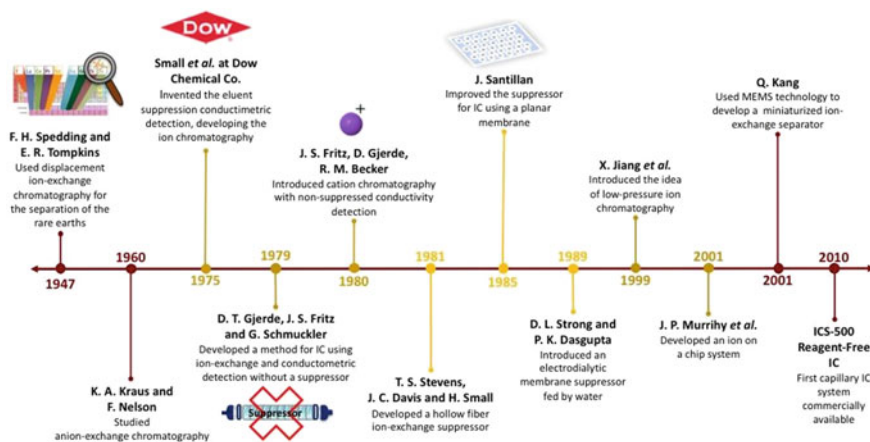 Dow
Small et al. at Dow
Chemical Co.
Invented the eluent
suppression conductimetric
detection, developing the
ion chromatography
J. Santillan
Improved the suppressor
for IC using a planar
membrane
Q. Kang
Used MEMS technology to
develop a miniaturized ion-
exchange separator
F. H. Spedding and
E. R. Tompkins
Used displacement
ion-exchange
chromatography for
the separation of the
rare earths
+
J. S. Fritz, D. Gjerde,
R. M. Becker
Introduced cation chromatography
with non-suppressed conductivity
detection
X. Jiang et al.
Introduced the idea
of low-pressure ion
chromatography
1947
1960
1975
1979
1980
1981
1985
1989
1999
2001
2001
2010
K. A. Kraus and
F. Nelson
Studied
anion-exchange chromatography
D. T. Gjerde, J. S. Fritz
and G. Schmuckler
Developed a method for IC using
ion-exchange and conductometric
detection without a suppressor
Suppressor
T. S. Stevens,
J. C. Davis and H. Small
Developed a hollow fiber
ion-exchange suppressor
D. L. Strong and
P. K. Dasgupta
Introduced an
electrodialytic
membrane suppressor
fed by water
J. P. Murrihy et al.
Developed an ion on
a chip system
ICS-500
Reagent-Free
IC
First capillary IC
system
commercially
available